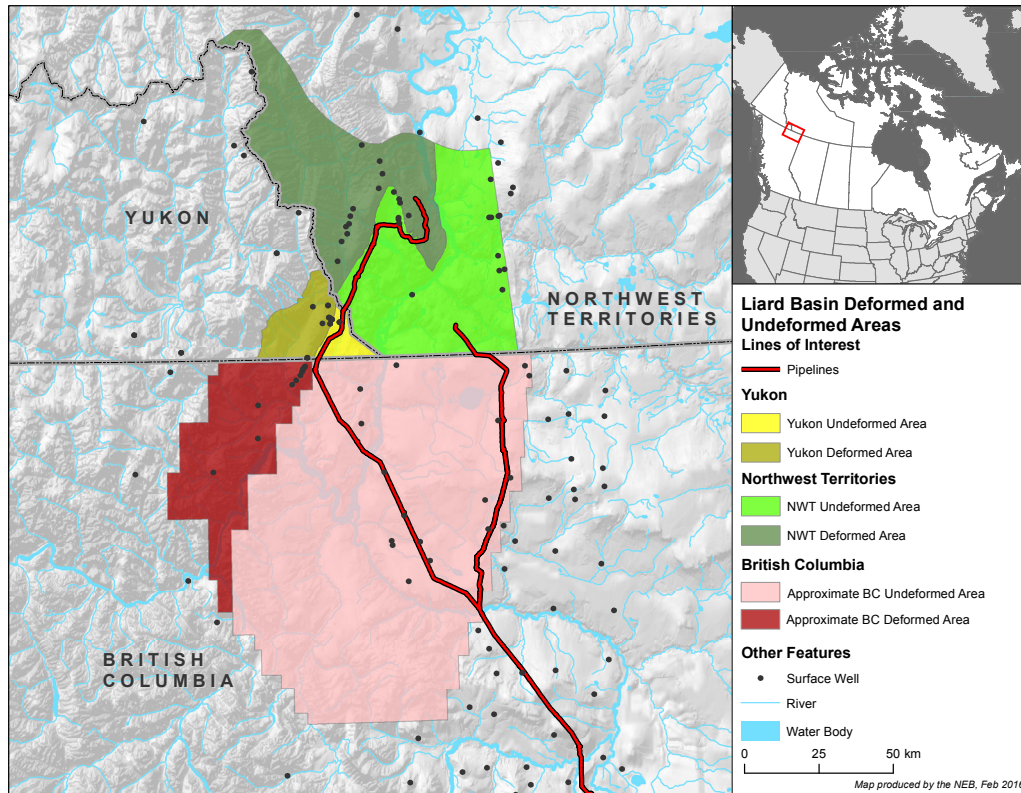 YUKON
NORTHWEST
TERRITORIES
BRITISH
COLUMBIA
Liard Basin Deformed and
Undeformed Areas
Lines of Interest
Pipelines
Yukon
Yukon Undeformed Area
Yukon Deformed Area
Northwest Territories
NWT Undeformed Area
NWT Deformed Area
British Columbia
Approximate BC Undeformed Area
Approximate BC Deformed Area
Other Features
Surface Well
River
Water Body
0 25 50 km
Map produced by the NEB, Feb 2016